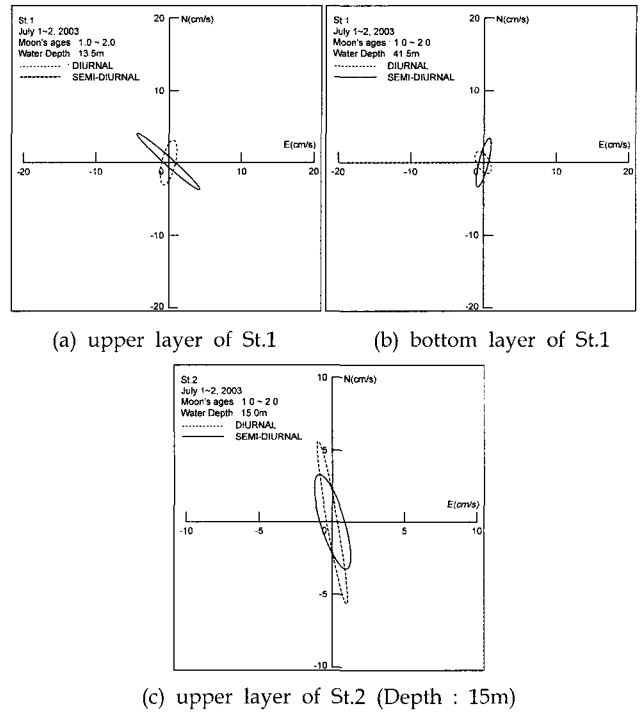 St.1
July 1~2, 2003
Moon's ages 1.0 ~ 2.0
Water Depth 13.5m
DIURNAL
SEMI-DIURNAL
N(cm/s)
E(cm/s)
20
10
-20
-10
0
10
20
-10
-20
(a) upper layer of St.1
St.1
July 1~2, 2003
Moon's ages 1 0 ~ 2 0
Water Depth 41.5m
DIURNAL
SEMI-DIURNAL
N(cm/s)
E(cm/s)
20
10
-20
-10
0
10
20
-10
-20
(b) bottom layer of St.1
St.2
July 1~2, 2003
Moon's ages 1 0 ~ 2 0
Water Depth 15 0m
DIURNAL
SEMI-DIURNAL
N(cm/s)
E(cm/s)
10
5
-10
-5
0
5
10
-5
-10
(c) upper layer of St.2 (Depth : 15m)